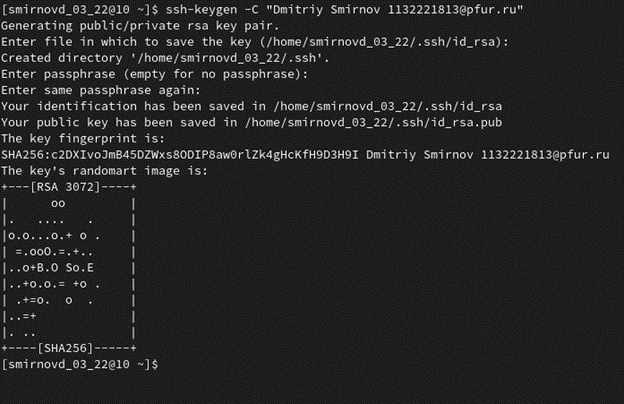 [smirnovd_03_22@10 ~]$ ssh-keygen -C "Dmitriy Smirnov 1132221813@pfur.ru"
Generating public/private rsa key pair.
Enter file in which to save the key (/home/smirnovd_03_22/.ssh/id_rsa):
Created directory '/home/smirnovd_03_22/.ssh'.
Enter passphrase (empty for no passphrase):
Enter same passphrase again:
Your identification has been saved in /home/smirnovd_03_22/.ssh/id_rsa
Your public key has been saved in /home/smirnovd_03_22/.ssh/id_rsa.pub
The key fingerprint is:
SHA256:c2DXIvoJmB45DZWxs8ODIP8aw0rlZk4gHcKfH9D3H9I Dmitriy Smirnov 1132221813@pfur.ru
The key's randomart image is:
+---[RSA 3072]----+
|      oo         |
|.   ....   .     |
|o.o...o.+ o .    |
| =.ooO.=.+..     |
|..o+B.O So.E     |
|..+o.o.= +o .    |
| .+=o.  o  .     |
|..=+             |
|. ..             |
+----[SHA256]-----+
[smirnovd_03_22@10 ~]$